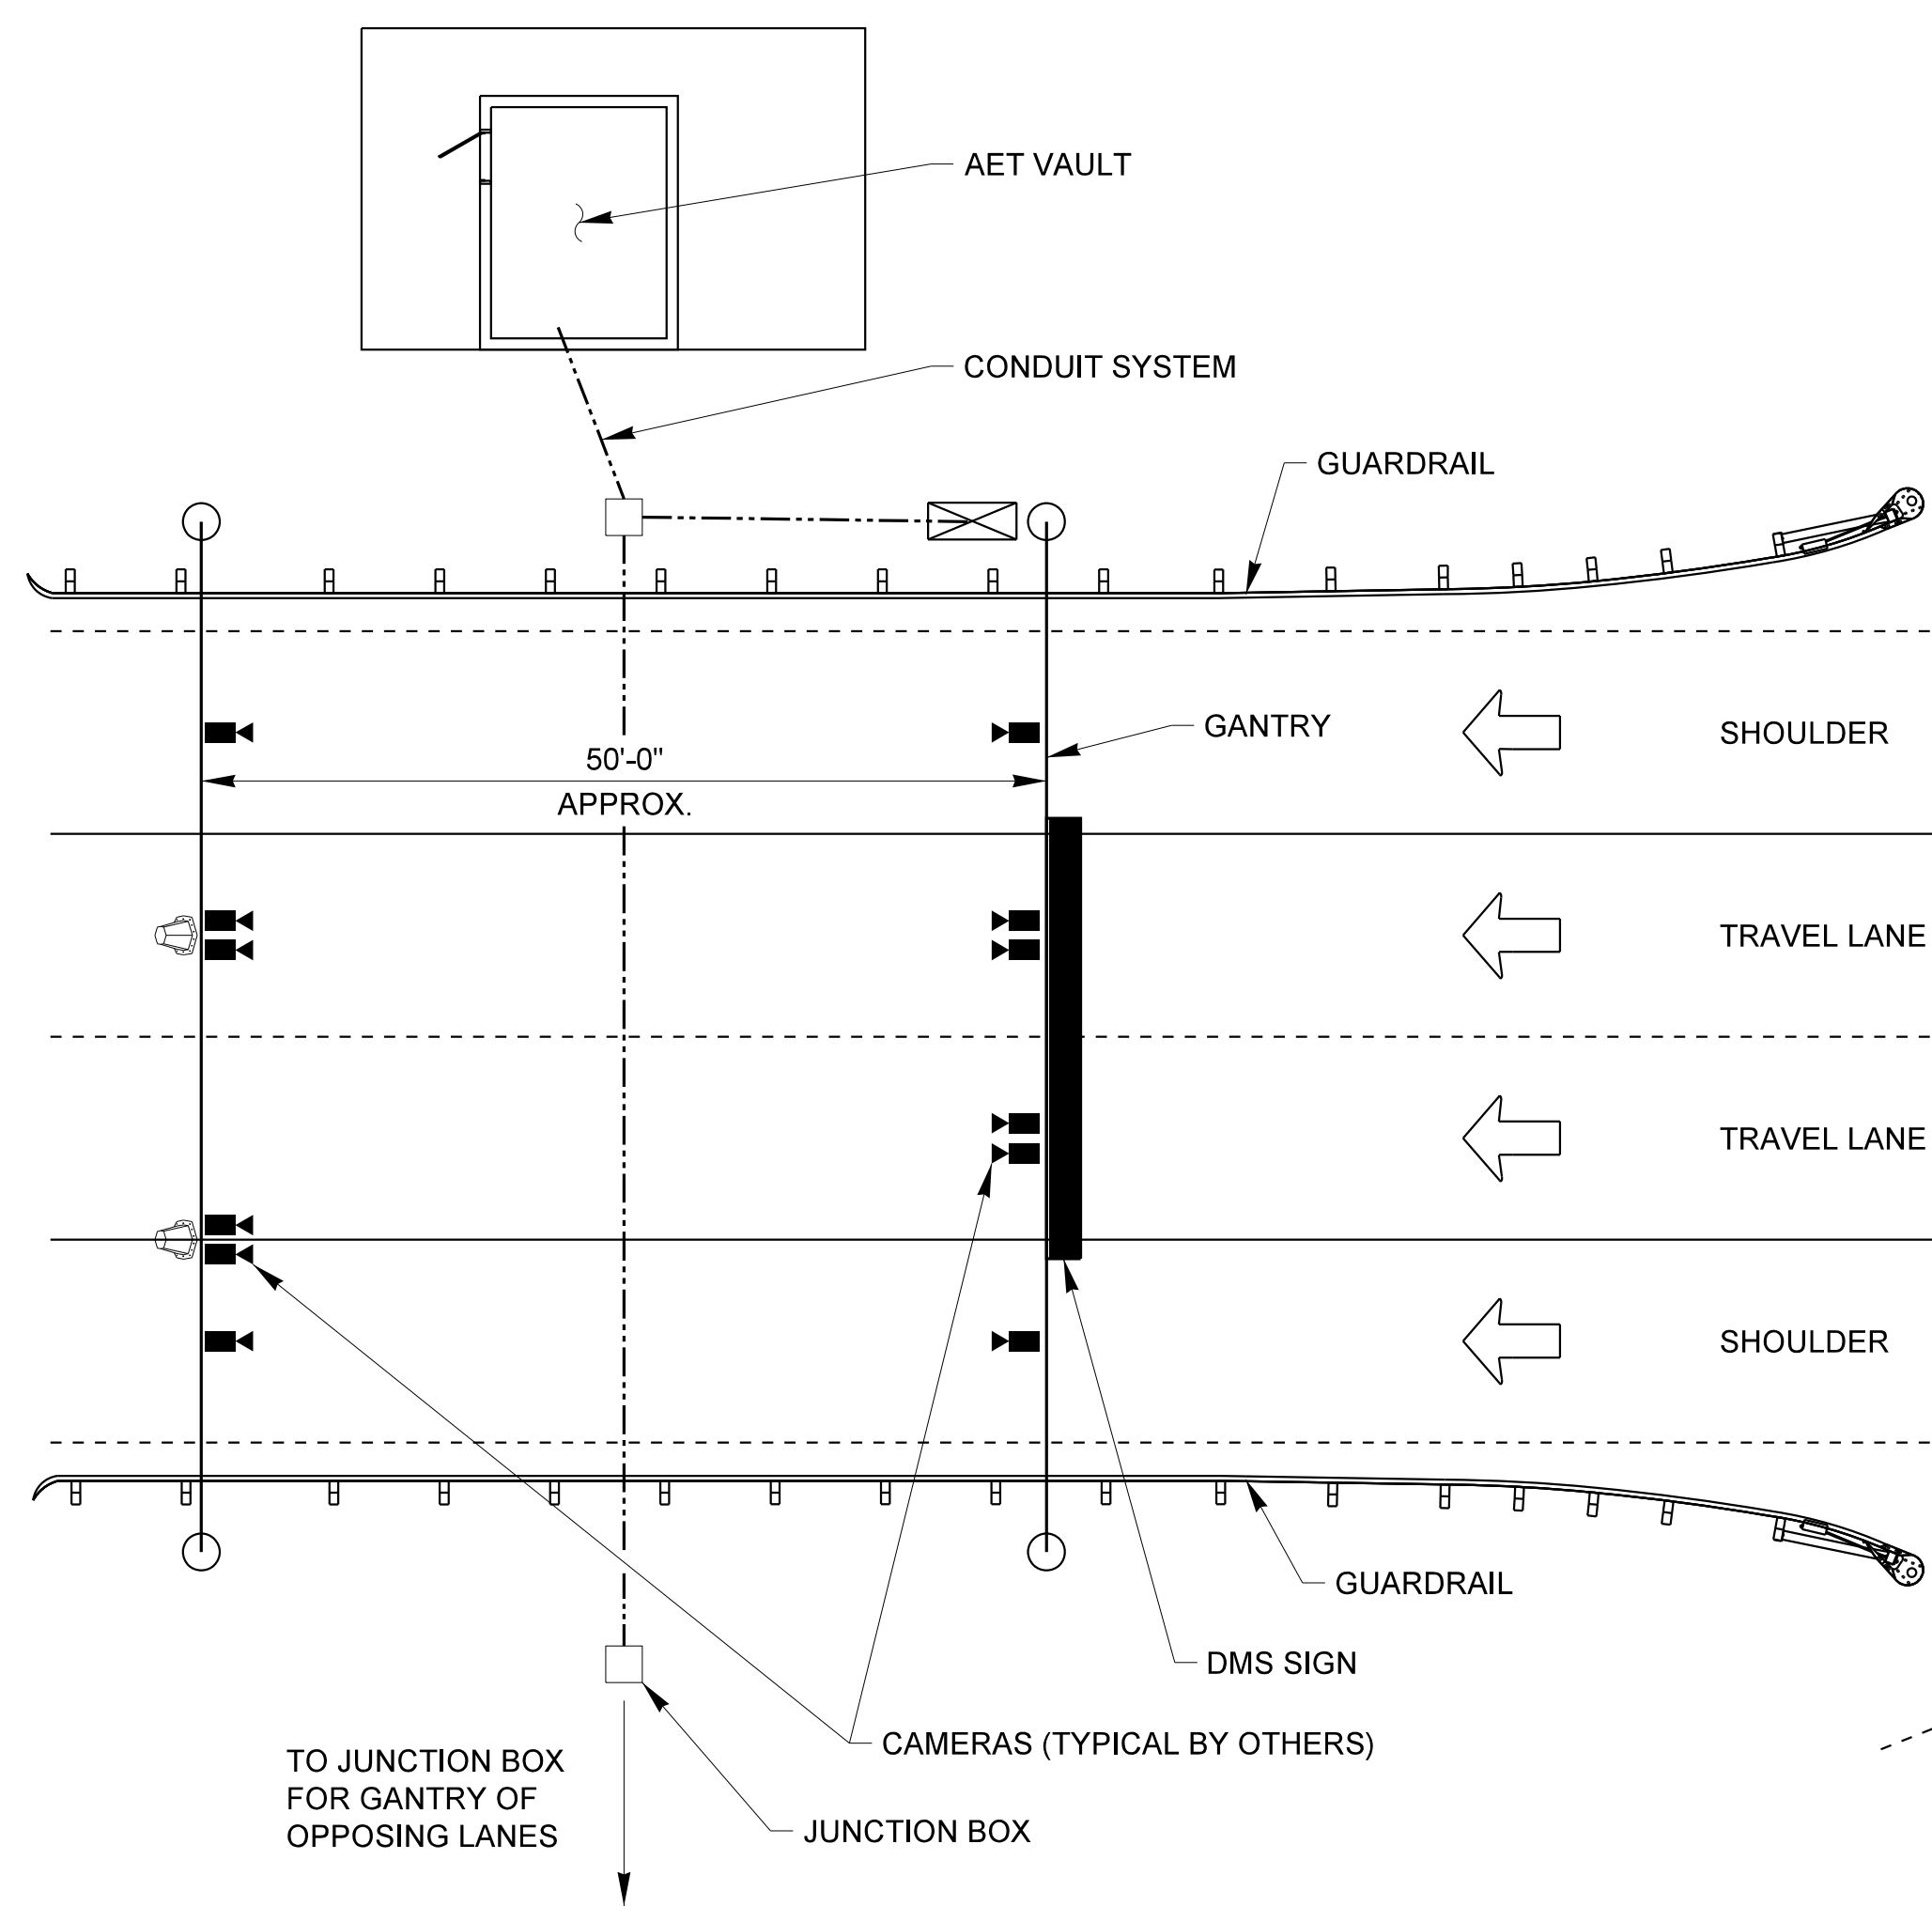 AET VAULT
CONDUIT SYSTEM
GUARDRAIL
GANTRY
SHOULDER
50'-0"
APPROX.
TRAVEL LANE
TRAVEL LANE
SHOULDER
GUARDRAIL
DMS SIGN
CAMERAS (TYPICAL BY OTHERS)
TO JUNCTION BOX
FOR GANTRY OF
OPPOSING LANES
JUNCTION BOX